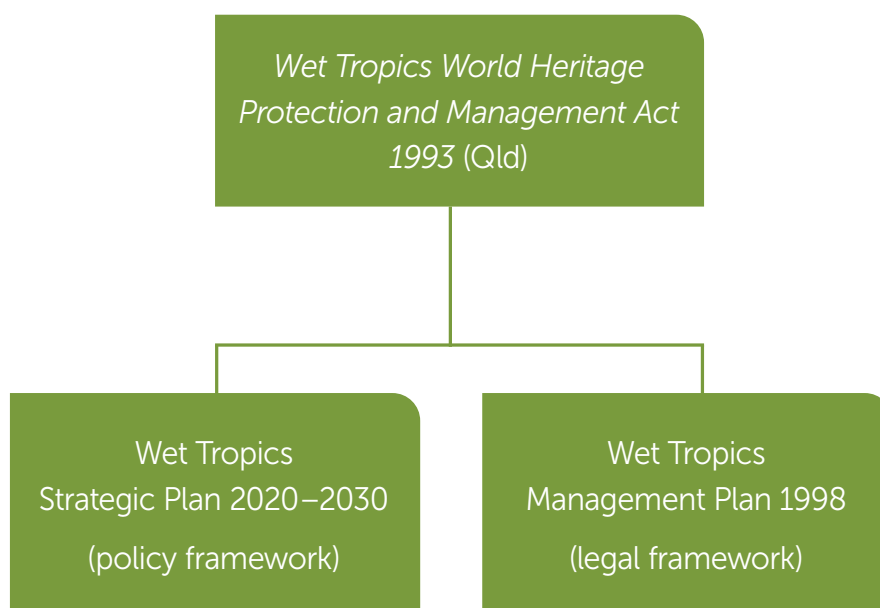 Wet Tropics World Heritage
Protection and Management Act
1993 (Qld)
Wet Tropics
Strategic Plan 2020–2030
(policy framework)
Wet Tropics
Management Plan 1998
(legal framework)